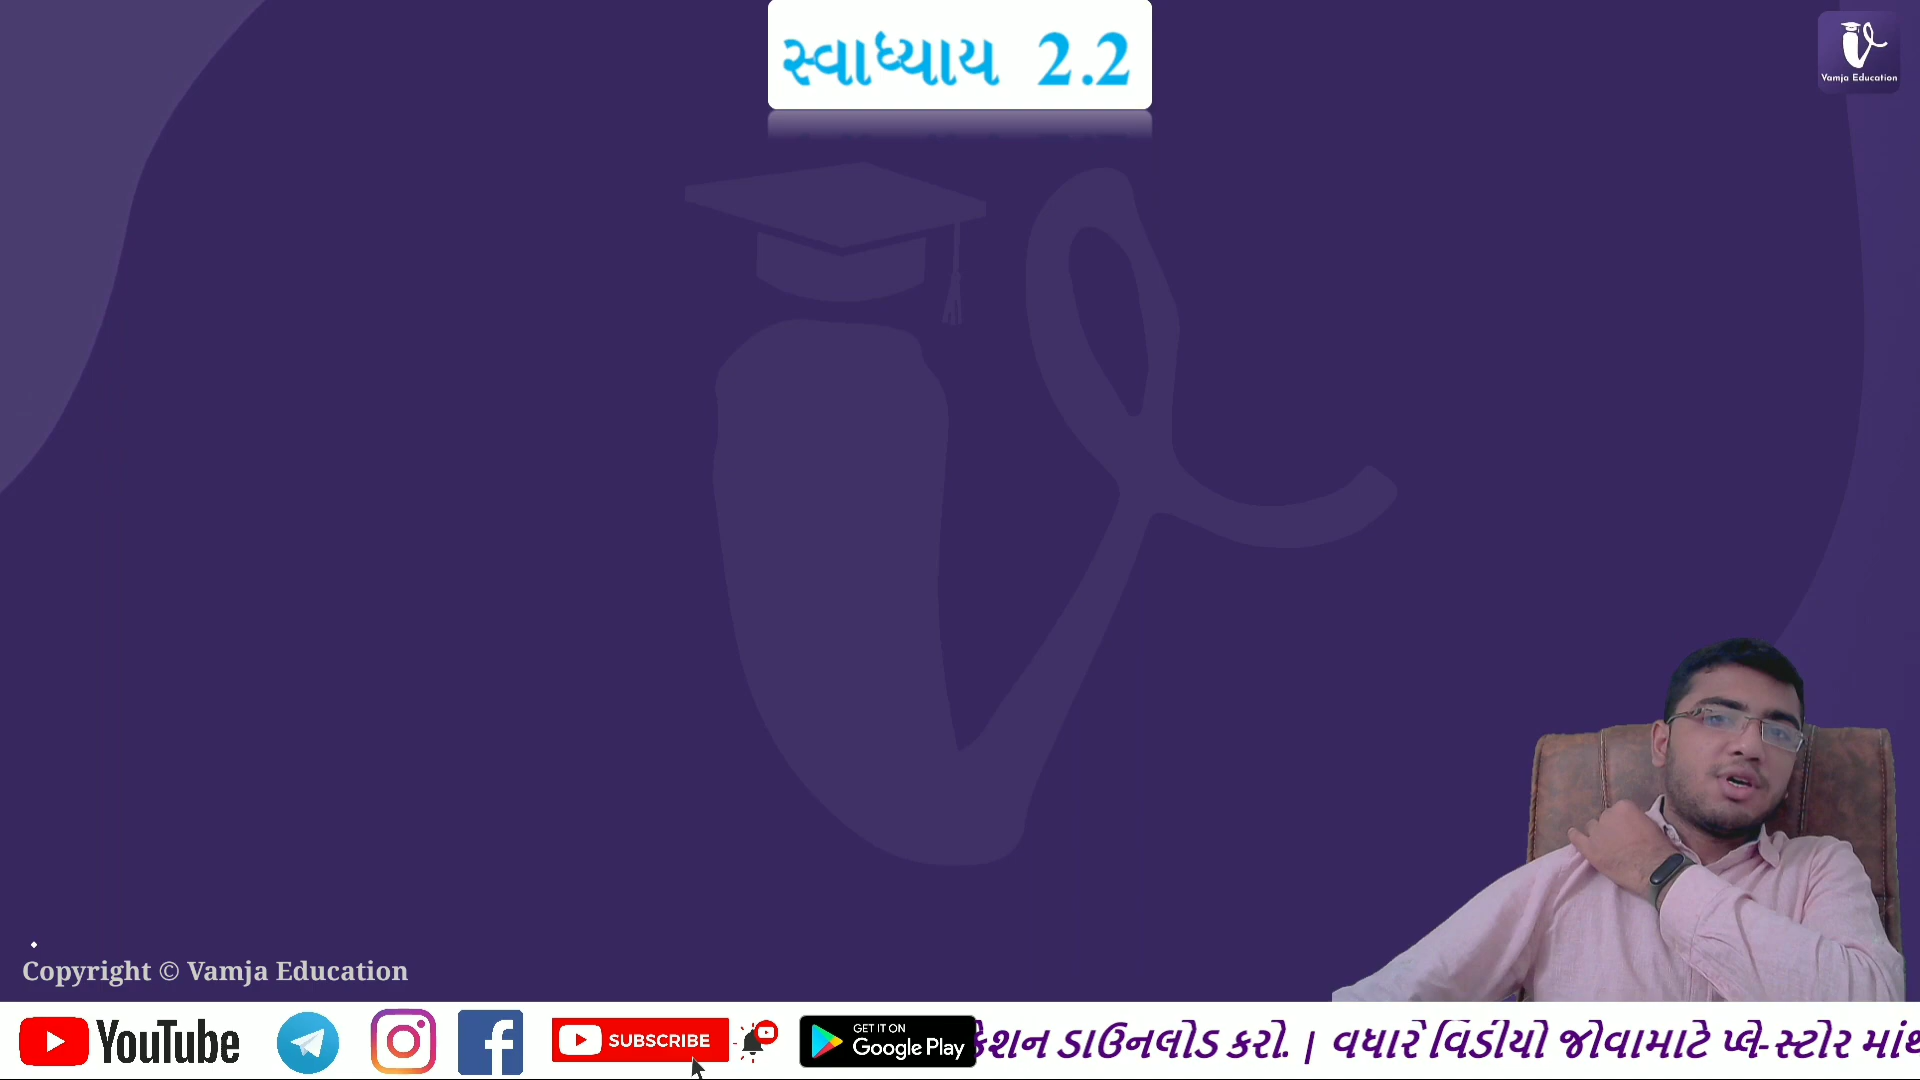 સ્વાધ્યાય 2.2
Vamja Education
Copyright © Vamja Education
YouTube
SUBSCRIBE
GET IT ON
Google Play
ડાઉનલોડ કરો. | વધારે વિડીયો જોવામાટે પ્લે-સ્ટોર